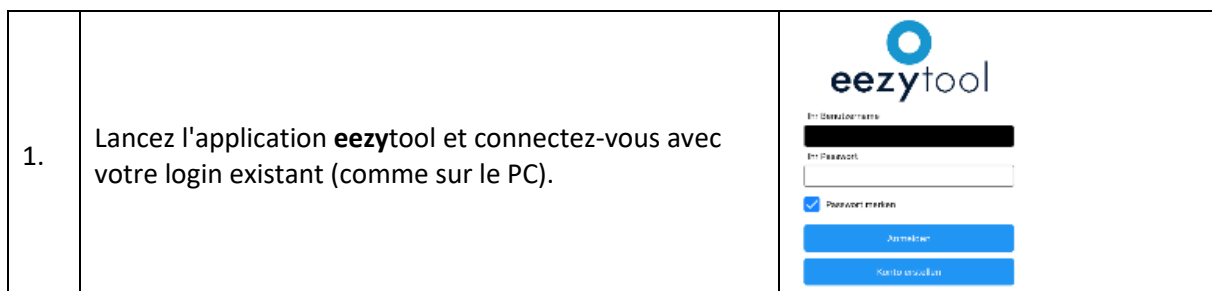 1.
Lancez l'application eezytool et connectez-vous avec
votre login existant (comme sur le PC).
eezytool
Ihr Benutzername
Ihr Passwort
Passwort merken
Anmelden
Konto erstellen